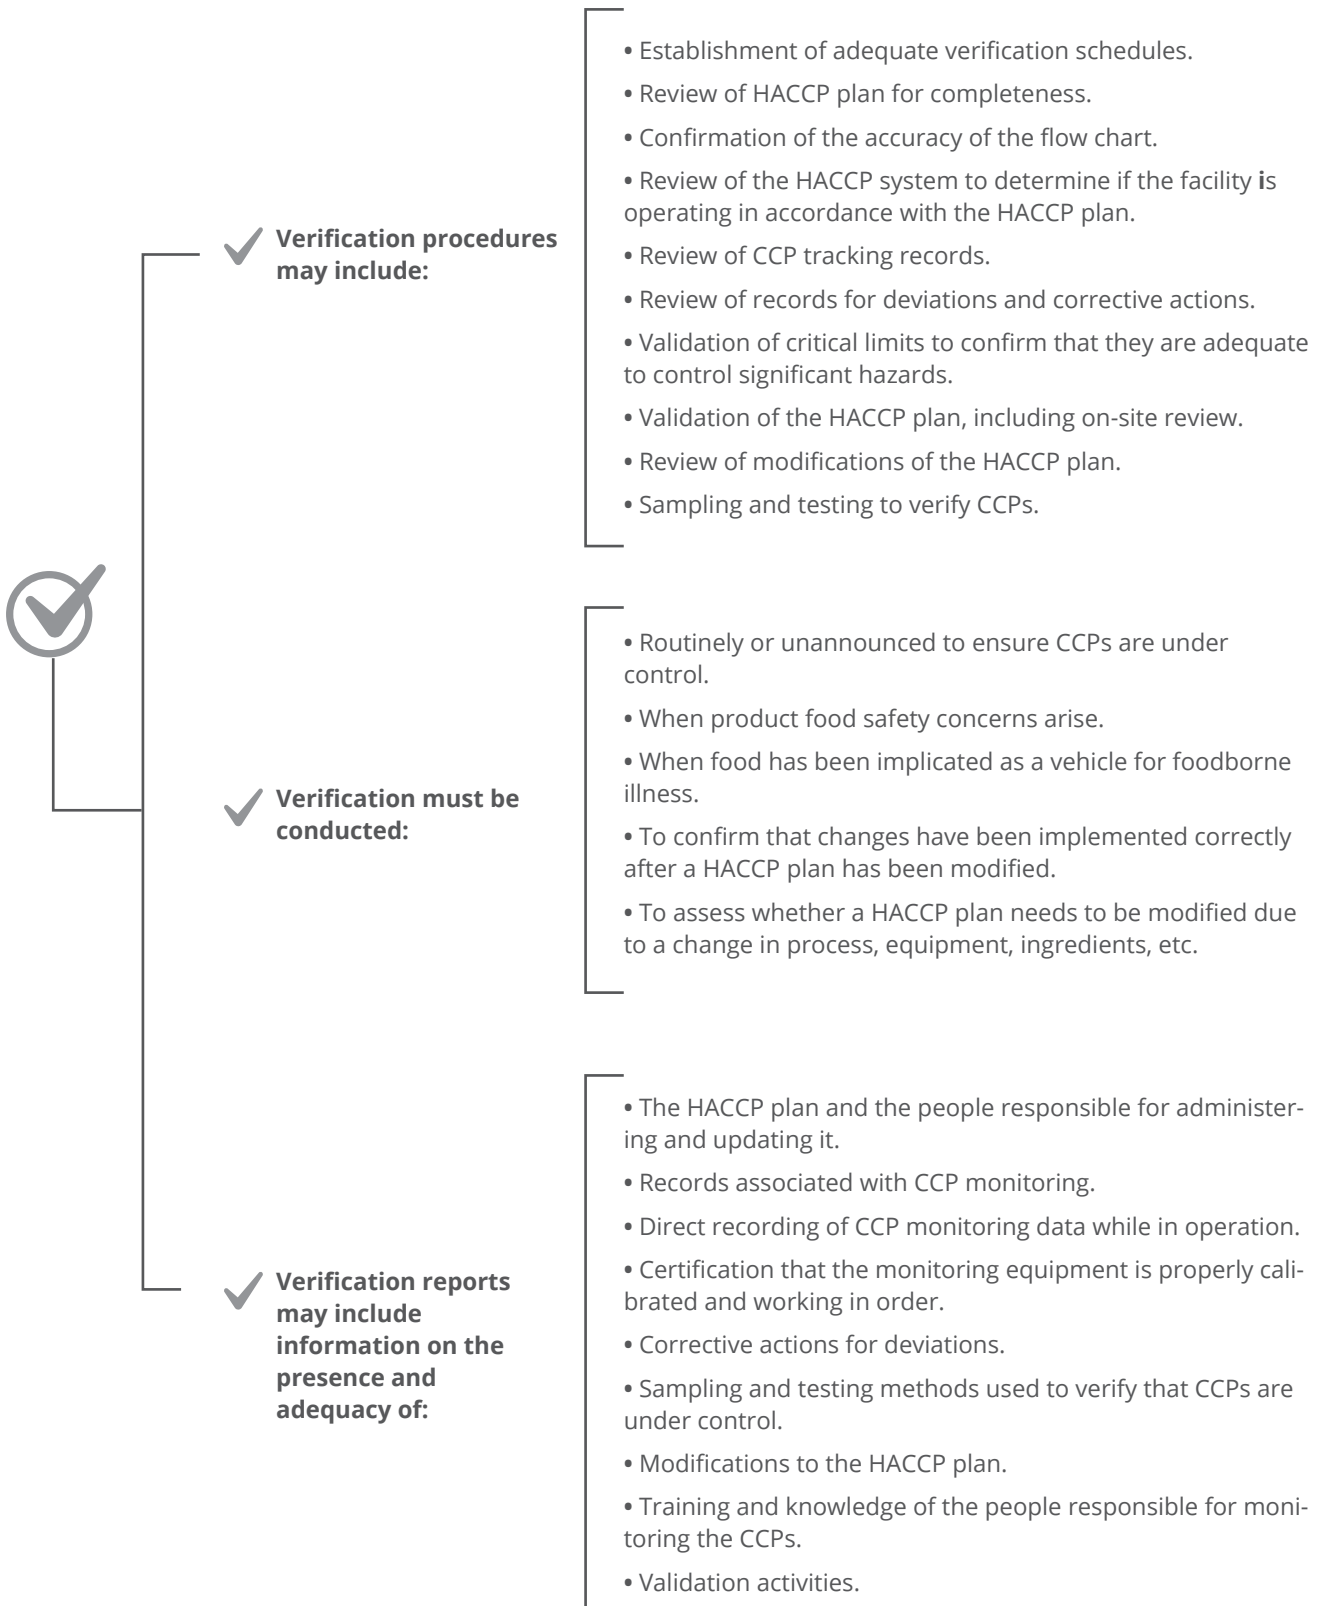 • Establishment of adequate verification schedules.
• Review of HACCP plan for completeness.
• Confirmation of the accuracy of the flow chart.
• Review of the HACCP system to determine if the facility is
operating in accordance with the HACCP plan.
• Review of CCP tracking records.
• Review of records for deviations and corrective actions.
• Validation of critical limits to confirm that they are adequate
to control significant hazards.
• Validation of the HACCP plan, including on-site review.
• Review of modifications of the HACCP plan.
• Sampling and testing to verify CCPs.
Verification procedures
may include:
• Routinely or unannounced to ensure CCPs are under
control.
• When product food safety concerns arise.
• When food has been implicated as a vehicle for foodborne
illness.
• To confirm that changes have been implemented correctly
after a HACCP plan has been modified.
• To assess whether a HACCP plan needs to be modified due
to a change in process, equipment, ingredients, etc.
Verification must be
conducted:
• The HACCP plan and the people responsible for administer-
ing and updating it.
• Records associated with CCP monitoring.
• Direct recording of CCP monitoring data while in operation.
• Certification that the monitoring equipment is properly cali-
brated and working in order.
• Corrective actions for deviations.
• Sampling and testing methods used to verify that CCPs are
under control.
• Modifications to the HACCP plan.
• Training and knowledge of the people responsible for moni-
toring the CCPs.
• Validation activities.
Verification reports
may include
information on the
presence and
adequacy of: